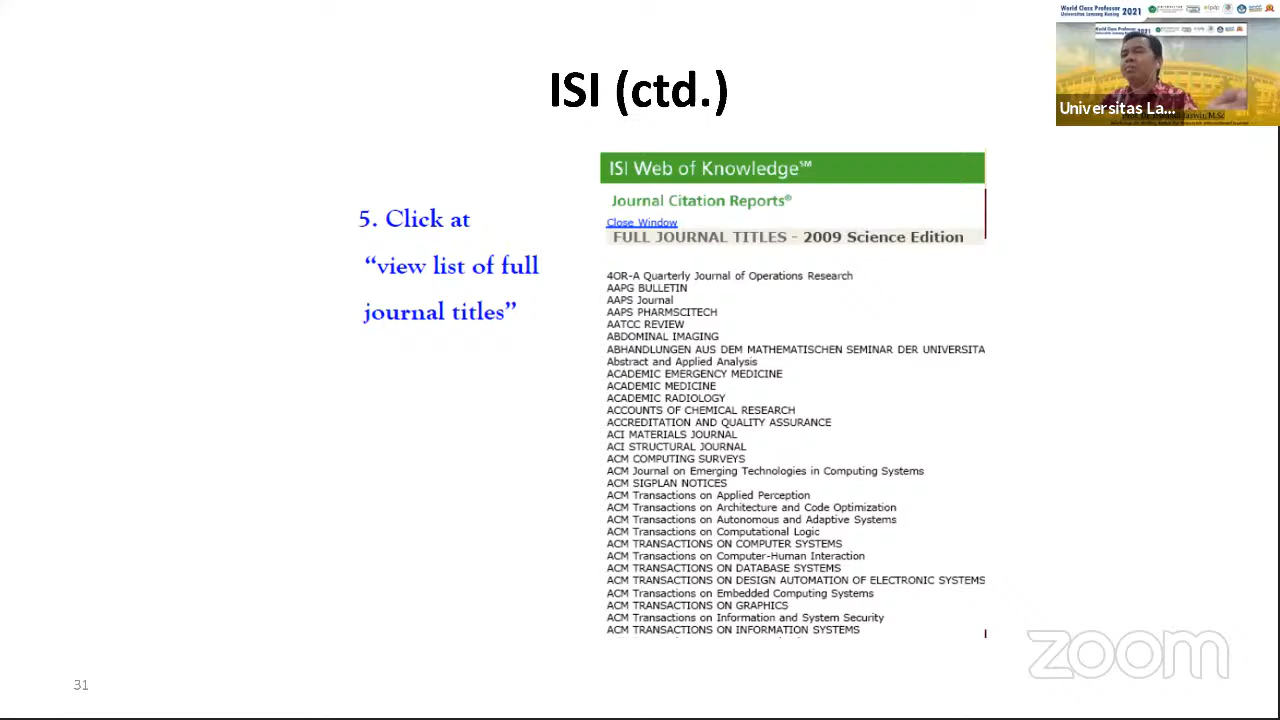 ISI (ctd.)
World Class Professor 2021
Universitas Lancang Kuning
World Class Professor 2021
Universitas La...
5. Click at
“view list of full
journal titles”
ISI Web of Knowledge℠
Journal Citation Reports®
Close Window
FULL JOURNAL TITLES - 2009 Science Edition
4OR-A Quarterly Journal of Operations Research
AAPG BULLETIN
AAPS Journal
AAPS PHARMSCITECH
AATCC REVIEW
ABDOMINAL IMAGING
ABHANDLUNGEN AUS DEM MATHEMATISCHEN SEMINAR DER UNIVERSITA
Abstract and Applied Analysis
ACADEMIC EMERGENCY MEDICINE
ACADEMIC MEDICINE
ACADEMIC RADIOLOGY
ACCOUNTS OF CHEMICAL RESEARCH
ACCREDITATION AND QUALITY ASSURANCE
ACI MATERIALS JOURNAL
ACI STRUCTURAL JOURNAL
ACM COMPUTING SURVEYS
ACM Journal on Emerging Technologies in Computing Systems
ACM SIGPLAN NOTICES
ACM Transactions on Applied Perception
ACM Transactions on Architecture and Code Optimization
ACM Transactions on Autonomous and Adaptive Systems
ACM Transactions on Computational Logic
ACM TRANSACTIONS ON COMPUTER SYSTEMS
ACM Transactions on Computer-Human Interaction
ACM TRANSACTIONS ON DATABASE SYSTEMS
ACM TRANSACTIONS ON DESIGN AUTOMATION OF ELECTRONIC SYSTEMS
ACM Transactions on Embedded Computing Systems
ACM TRANSACTIONS ON GRAPHICS
ACM Transactions on Information and System Security
ACM TRANSACTIONS ON INFORMATION SYSTEMS
zoom
31